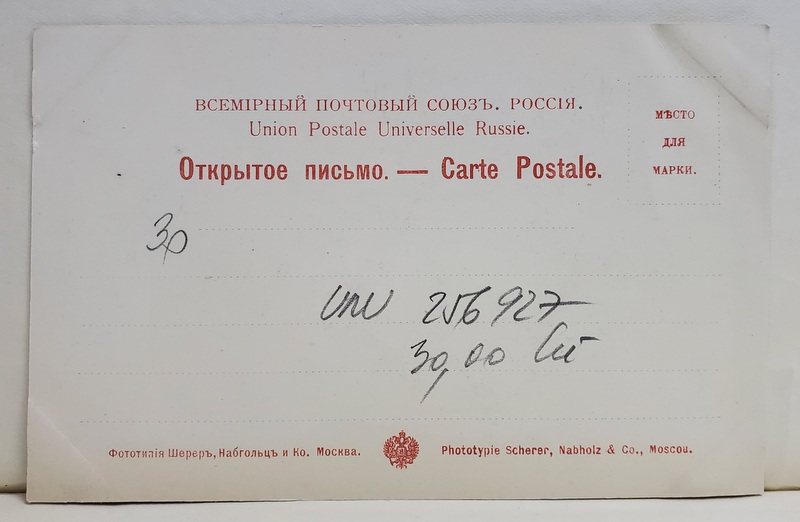 ВСЕМІРНЫЙ ПОЧТОВЫЙ СОЮЗЪ. РОССІЯ.
Union Postale Universelle Russie.
Открытое письмо. — Carte Postale.
МѢСТО
ДЛЯ
МАРКИ.
30
256927
30,00
Фототипія Шереръ, Набгольцъ и Ко. Москва.
Phototypie Scherer, Nabholz & Co., Moscou.